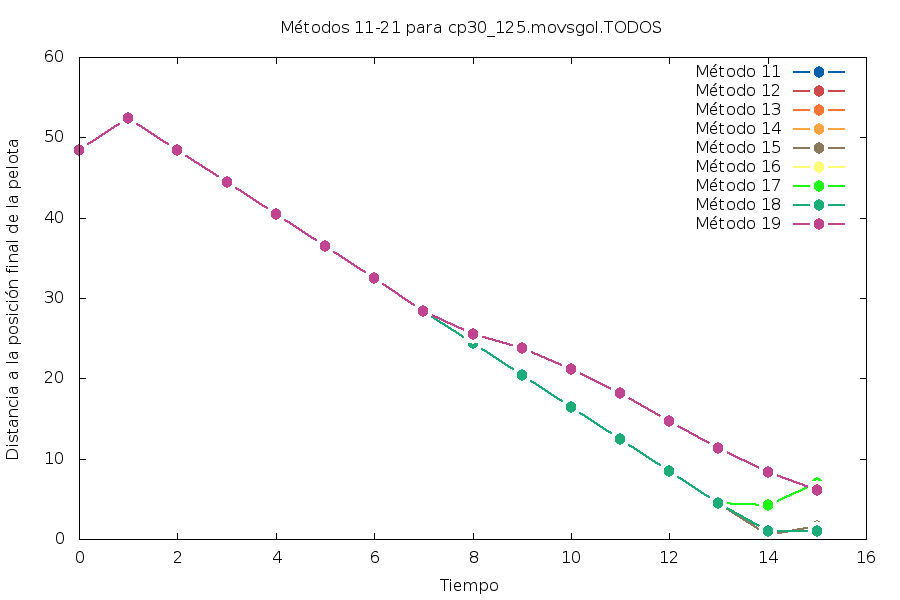 Métodos 11-21 para cp30_125.movsgol.TODOS
Distancia a la posición final de la pelota
60
50
40
30
20
10
0
Método 11
Método 12
Método 13
Método 14
Método 15
Método 16
Método 17
Método 18
Método 19
0 2 4 6 8 10 12 14 16
Tiempo